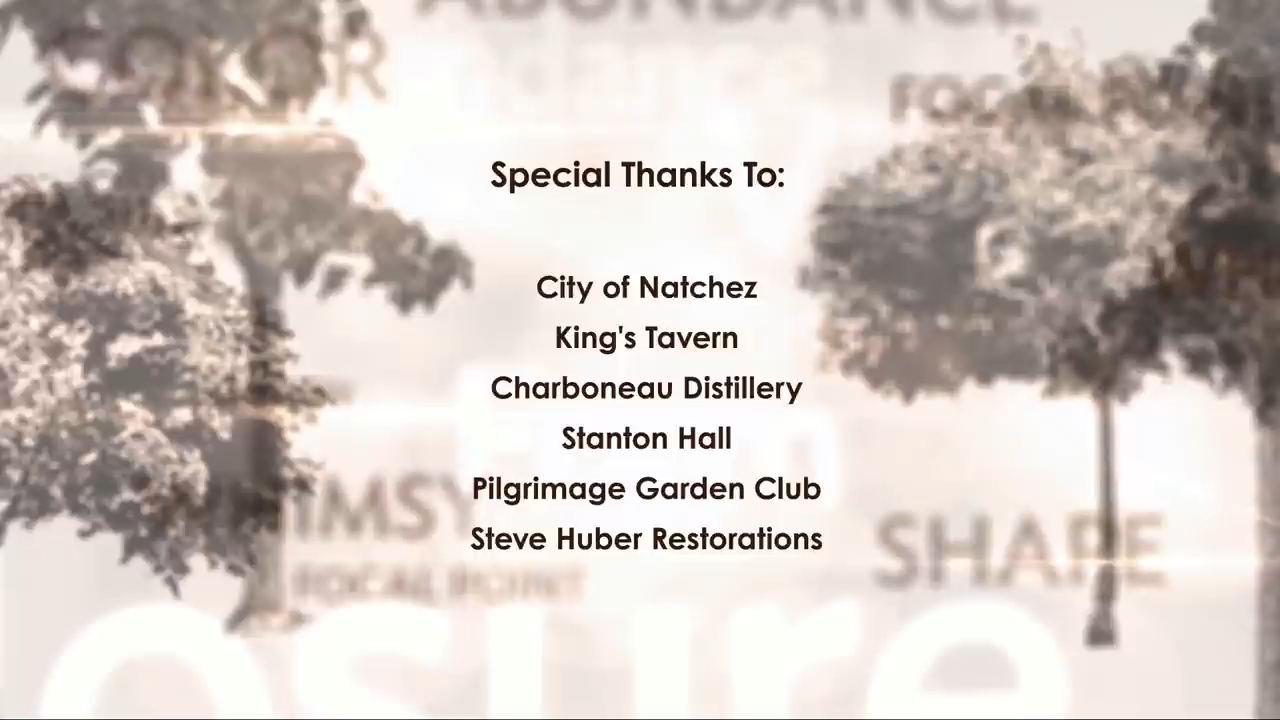 ABUNDANCE
Special Thanks To:
City of Natchez
King's Tavern
Charboneau Distillery
Stanton Hall
Pilgrimage Garden Club
Steve Huber Restorations
SHAPE
FOCAL POINT